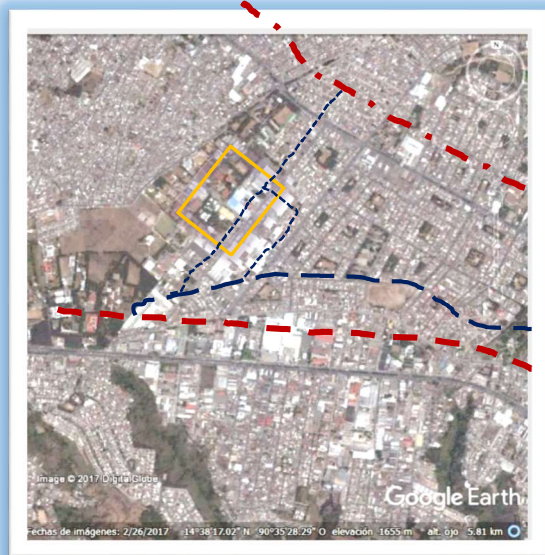 N
Image © 2017 DigitalGlobe
Google Earth
Fechas de imágenes: 2/26/2017 14°38'17.02" N 90°35'28.29" O elevación 1655 m alt. ojo 5.81 km